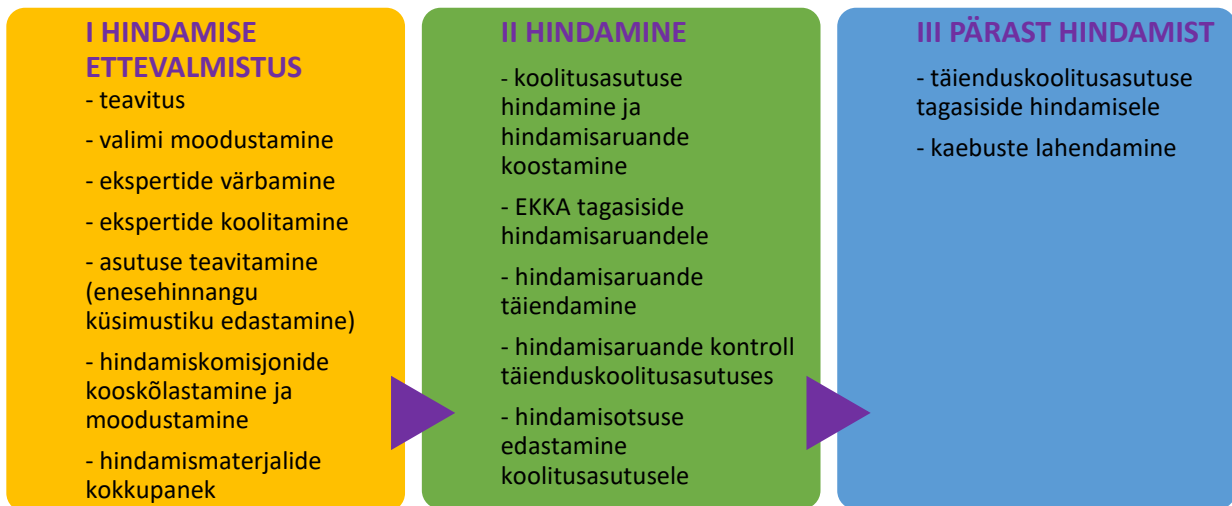 I HINDAMISE
ETTEVALMISTUS
- teavitus
- valimi moodustamine
- ekspertide värbamine
- ekspertide koolitamine
- asutuse teavitamine
(enesehinnangu
küsimustiku edastamine)
- hindamiskomisjonide
kooskõlastamine ja
moodustamine
- hindamismaterjalide
kokkupanek
II HINDAMINE
- koolitusasutuse
hindamine ja
hindamisaruande
koostamine
- EKKA tagasiside
hindamisaruandele
- hindamisaruande
täiendamine
- hindamisaruande kontroll
täienduskoolitusasutuses
- hindamisotsuse
edastamine
koolitusasutusele
III PÄRAST HINDAMIST
- täienduskoolitusasutuse
tagasiside hindamisele
- kaebuste lahendamine